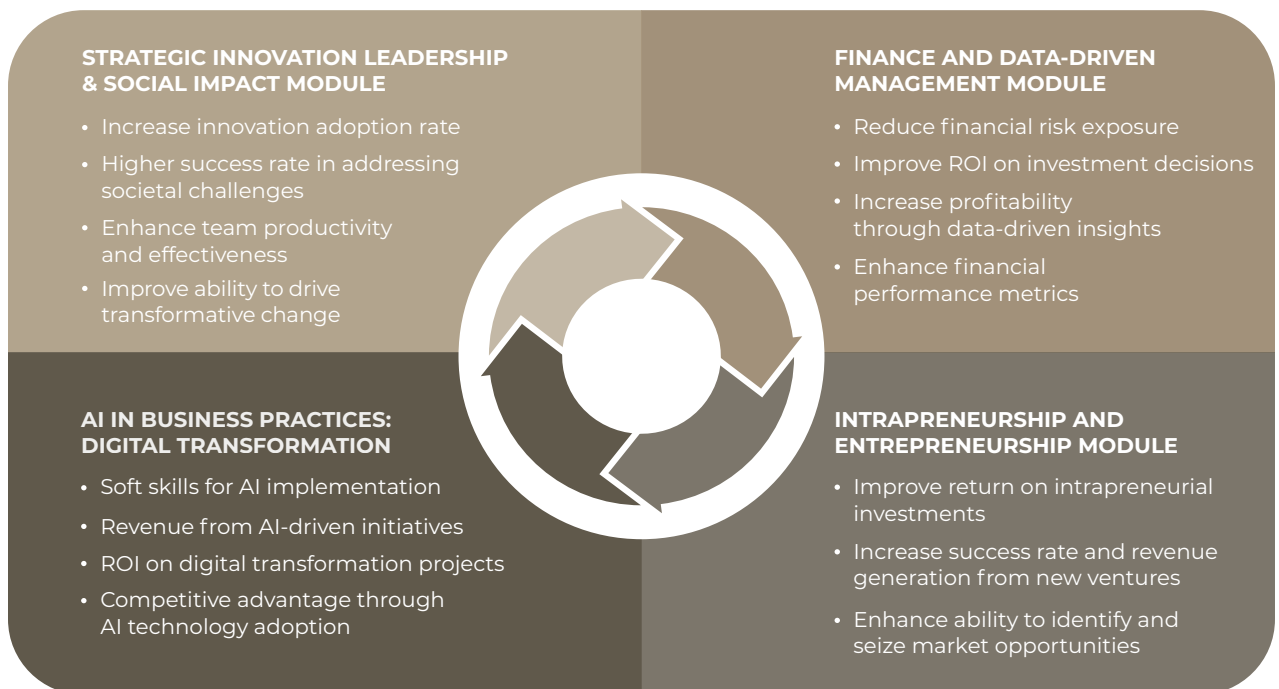 STRATEGIC INNOVATION LEADERSHIP
& SOCIAL IMPACT MODULE
• Increase innovation adoption rate
• Higher success rate in addressing
societal challenges
• Enhance team productivity
and effectiveness
• Improve ability to drive
transformative change
FINANCE AND DATA-DRIVEN
MANAGEMENT MODULE
• Reduce financial risk exposure
• Improve ROI on investment decisions
• Increase profitability
through data-driven insights
• Enhance financial
performance metrics
AI IN BUSINESS PRACTICES:
DIGITAL TRANSFORMATION
• Soft skills for AI implementation
• Revenue from AI-driven initiatives
• ROI on digital transformation projects
• Competitive advantage through
AI technology adoption
INTRAPRENEURSHIP AND
ENTREPRENEURSHIP MODULE
• Improve return on intrapreneurial
investments
• Increase success rate and revenue
generation from new ventures
• Enhance ability to identify and
seize market opportunities